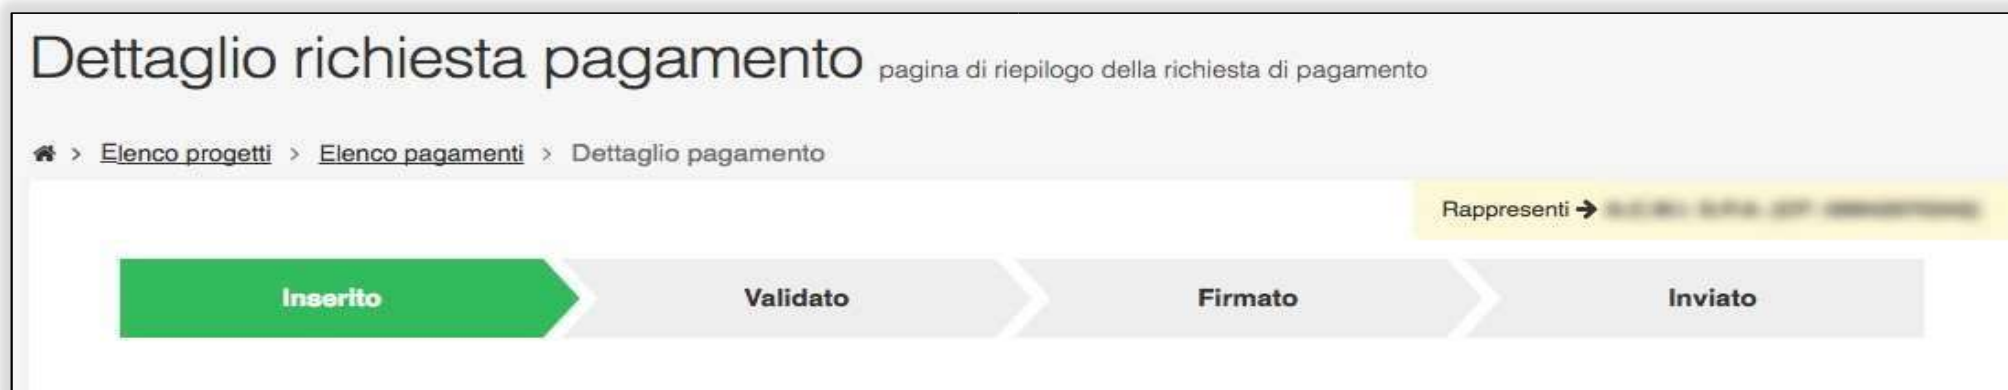 Dettaglio richiesta pagamento pagina di riepilogo della richiesta di pagamento
> Elenco progetti > Elenco pagamenti > Dettaglio pagamento
Rappresenti →
Inserito Validato Firmato Inviato